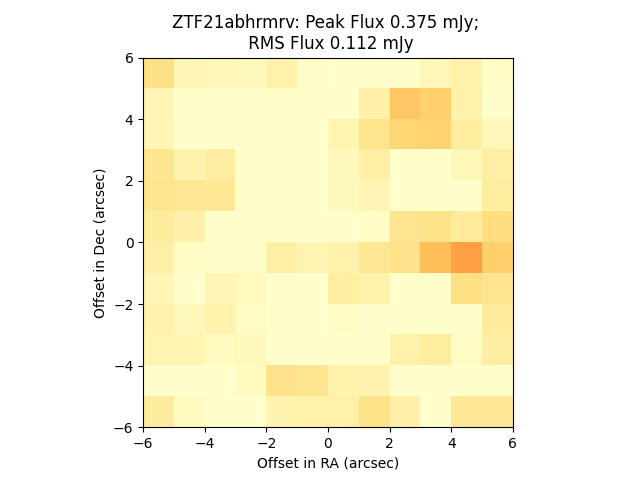 ZTF21abhrmrv: Peak Flux 0.375 mJy;
RMS Flux 0.112 mJy
6
4
2
0
−2
−4
−6
Offset in Dec (arcsec)
−6 −4 −2 0 2 4 6
Offset in RA (arcsec)